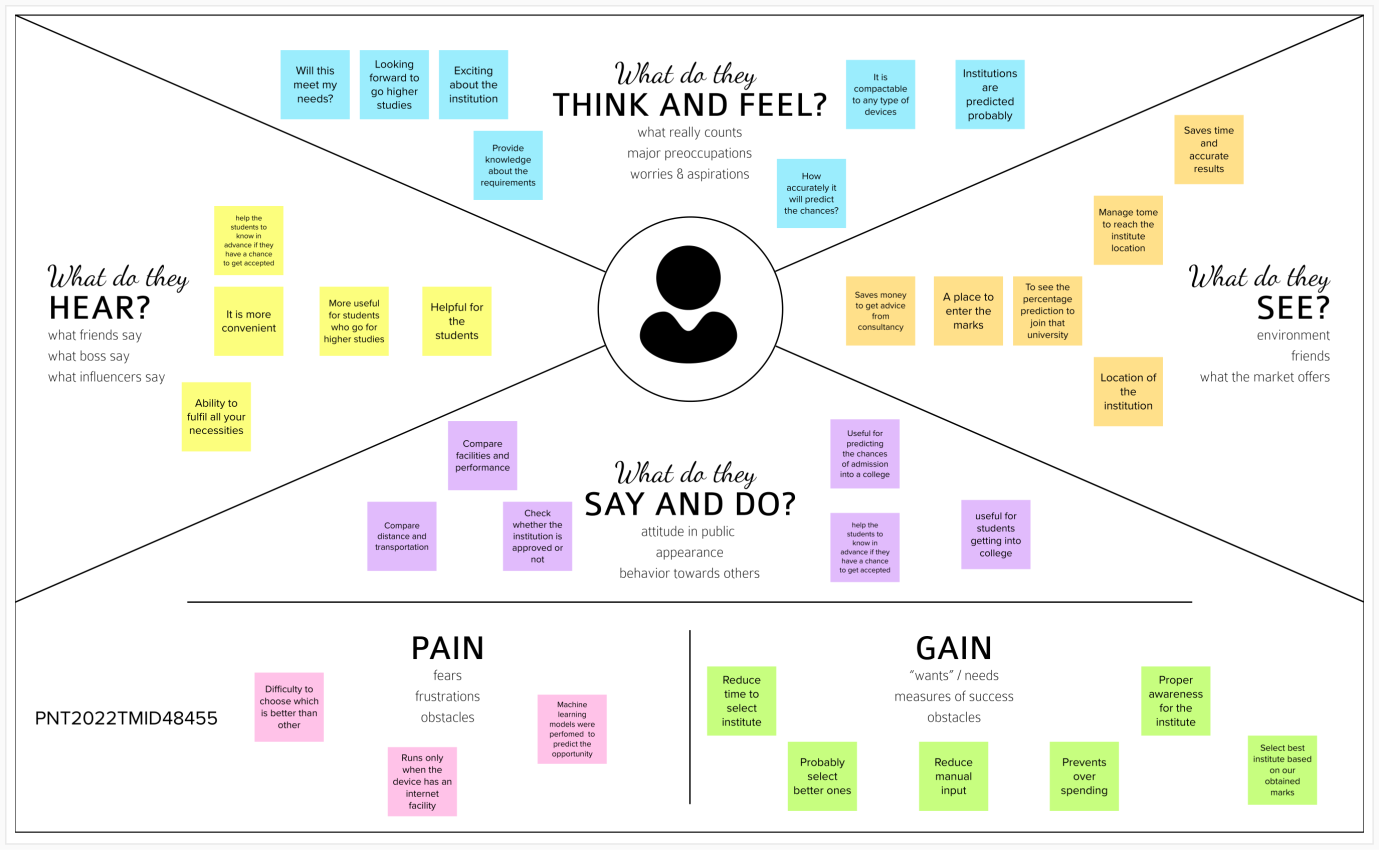 What do they
THINK AND FEEL?
what really counts
major preoccupations
worries & aspirations
Will this
meet my
needs?
Looking
forward to
go higher
studies
Exciting
about the
institution
Provide
knowledge
about the
requirements
It is
compactable
to any type of
devices
Institutions
are
predicted
probably
How
accurately it
will predict
the chances?
What do they
HEAR?
what friends say
what boss say
what influencers say
help the
students to
know in
advance if they
have a chance
to get accepted
It is more
convenient
More useful
for students
who go for
higher studies
Helpful for
the
students
Ability to
fulfil all your
necessities
What do they
SEE?
environment
friends
what the market offers
Saves time
and
accurate
results
Manage tome
to reach the
institute
location
Saves money
to get advice
from
consultancy
A place to
enter the
marks
To see the
percentage
prediction to
join that
university
Location of
the
institution
What do they
SAY AND DO?
attitude in public
appearance
behavior towards others
Compare
facilities and
performance
Compare
distance and
transportation
Check
whether the
institution is
approved or
not
Useful for
predicting
the chances
of admission
into a college
help the
students to
know in
advance if they
have a chance
to get accepted
useful for
students
getting into
college
PAIN
fears
frustrations
obstacles
PNT2022TMID48455
Difficulty to
choose which
is better than
other
Runs only
when the
device has an
internet
facility
Machine
learning
models were
perfomed to
predict the
opportunity
GAIN
“wants” / needs
measures of success
obstacles
Reduce
time to
select
institute
Probably
select
better ones
Reduce
manual
input
Prevents
over
spending
Proper
awareness
for the
institute
Select best
institute based
on our
obtained
marks